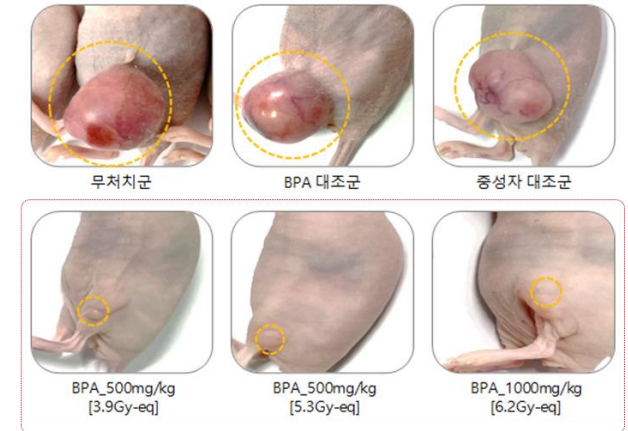 무처치군
BPA 대조군
중성자 대조군
BPA_500mg/kg
[3.9Gy-eq]
BPA_500mg/kg
[5.3Gy-eq]
BPA_1000mg/kg
[6.2Gy-eq]